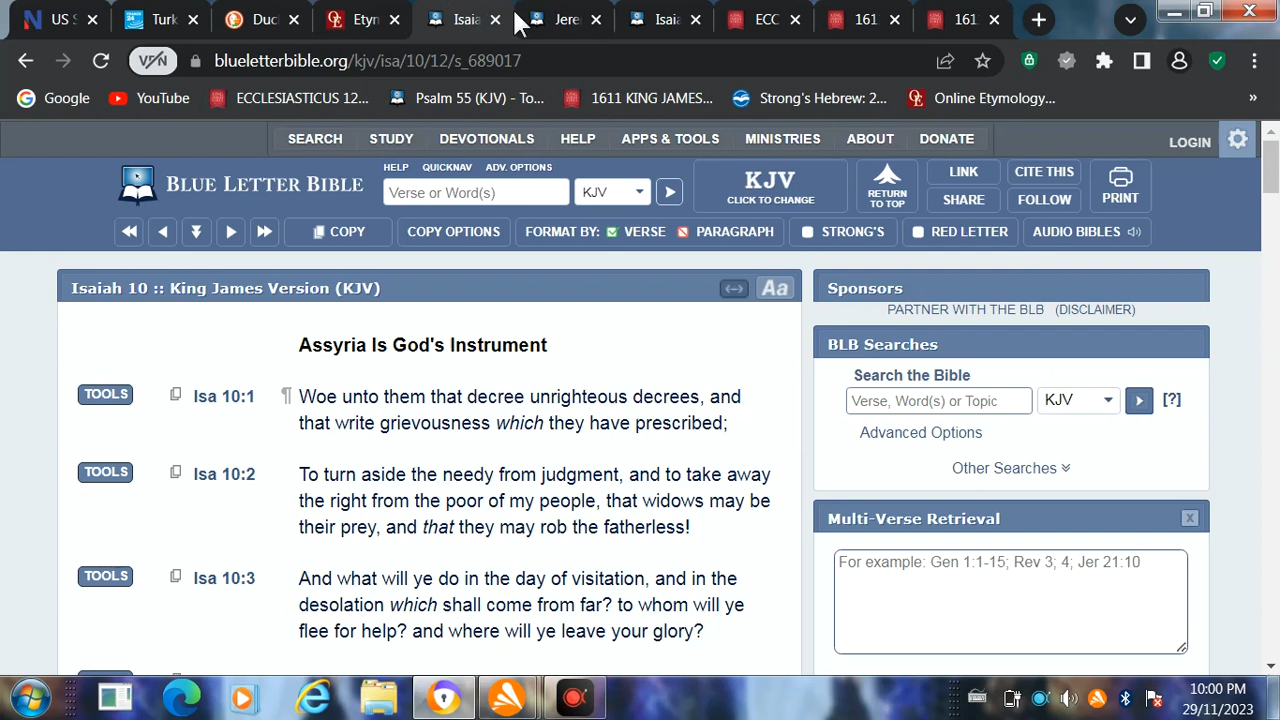 US S
Turk
Duc
Etyn
Isaia
Jere
Isaia
ECC
161
161
VPN
blueletterbible.org/kjv/isa/10/12/s_689017
Google
YouTube
ECCLESIASTICUS 12...
Psalm 55 (KJV) - To...
1611 KING JAMES...
Strong's Hebrew: 2...
Online Etymology...
SEARCH
STUDY
DEVOTIONALS
HELP
APPS & TOOLS
MINISTRIES
ABOUT
DONATE
LOGIN
BLUE LETTER BIBLE
HELP
QUICKNAV
ADV. OPTIONS
Verse or Word(s)
KJV
KJV
CLICK TO CHANGE
RETURN
TO TOP
LINK
CITE THIS
SHARE
FOLLOW
PRINT
COPY
COPY OPTIONS
FORMAT BY:
VERSE
PARAGRAPH
STRONG'S
RED LETTER
AUDIO BIBLES
Isaiah 10 :: King James Version (KJV)
Aa
Assyria Is God's Instrument
TOOLS
Isa 10:1
¶ Woe unto them that decree unrighteous decrees, and
that write grievousness which they have prescribed;
TOOLS
Isa 10:2
To turn aside the needy from judgment, and to take away
the right from the poor of my people, that widows may be
their prey, and that they may rob the fatherless!
TOOLS
Isa 10:3
And what will ye do in the day of visitation, and in the
desolation which shall come from far? to whom will ye
flee for help? and where will ye leave your glory?
Sponsors
PARTNER WITH THE BLB (DISCLAIMER)
BLB Searches
Search the Bible
Verse, Word(s) or Topic
KJV
[?]
Advanced Options
Other Searches
Multi-Verse Retrieval
X
For example: Gen 1:1-15; Rev 3; 4; Jer 21:10
10:00 PM
29/11/2023